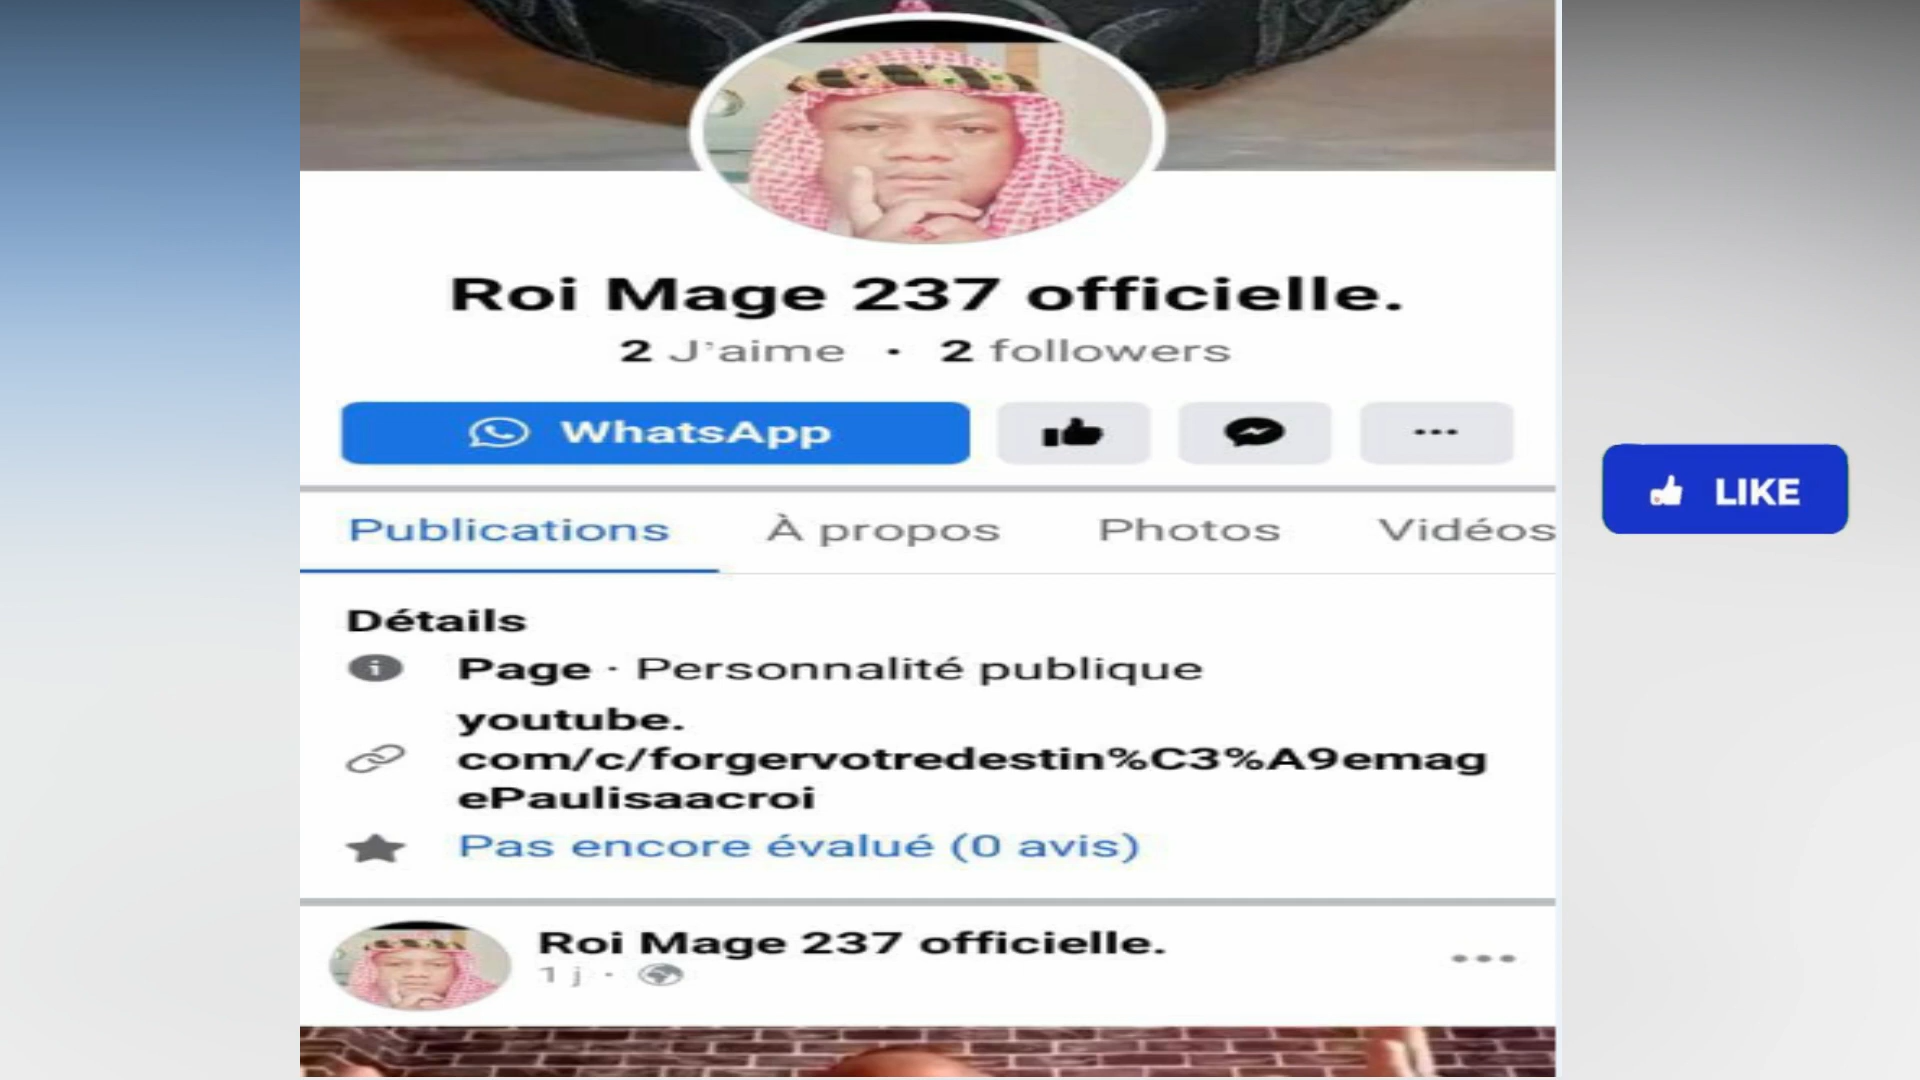 Roi Mage 237 officielle.
2 J'aime · 2 followers
WhatsApp
Publications À propos Photos Vidéos
LIKE
Détails
Page · Personnalité publique
youtube.
com/c/forgervotredestin%C3%A9emag
ePaulisaacroi
Pas encore évalué (0 avis)
Roi Mage 237 officielle.
1 j ·